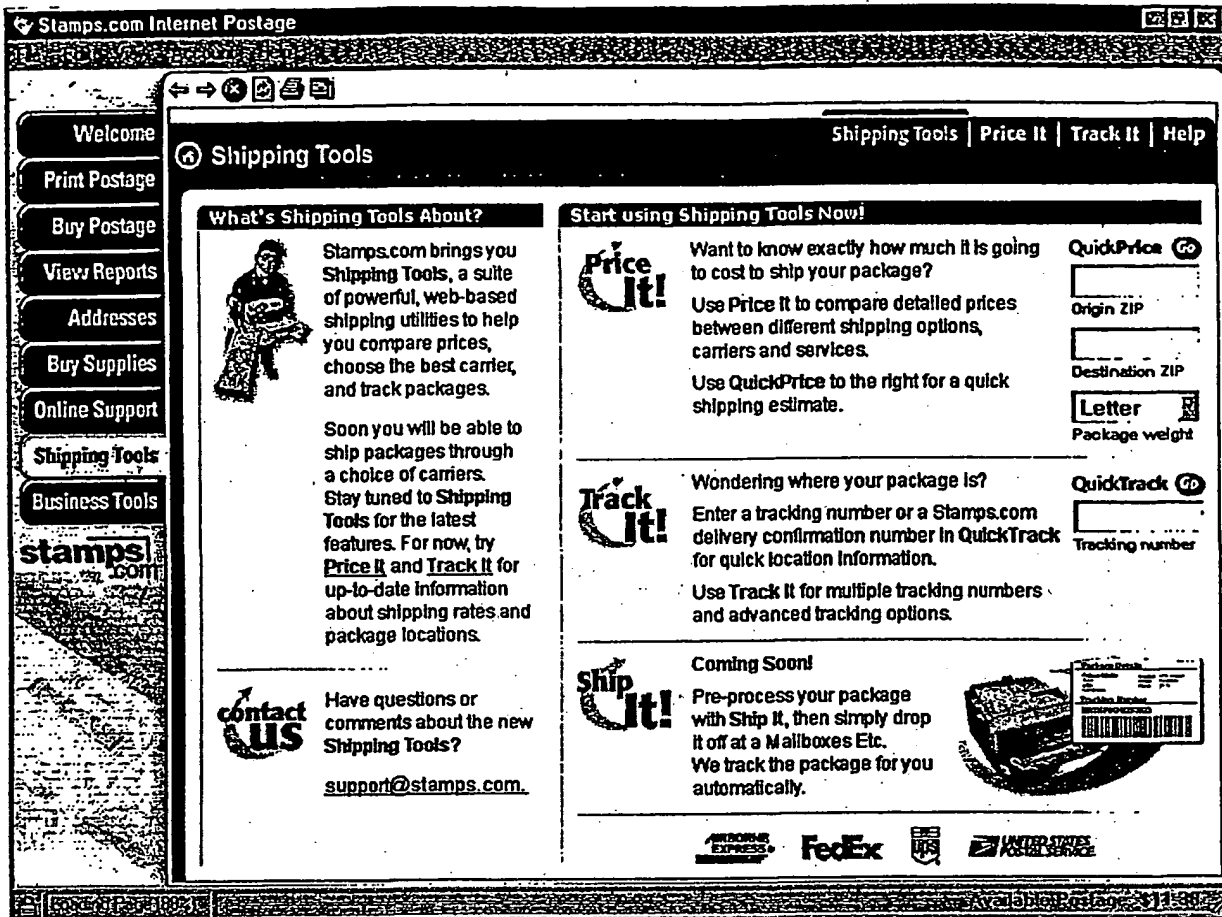 Stamps.com Internet Postage
Welcome
Print Postage
Buy Postage
View Reports
Addresses
Buy Supplies
Online Support
Shipping Tools
Business Tools
stamps.com
Shipping Tools | Price It | Track It | Help
Shipping Tools
What's Shipping Tools About?
Stamps.com brings you
Shipping Tools, a suite
of powerful, web-based
shipping utilities to help
you compare prices,
choose the best carrier,
and track packages.
Soon you will be able to
ship packages through
a choice of carriers.
Stay tuned to Shipping
Tools for the latest
features. For now, try
Price It and Track It for
up-to-date information
about shipping rates and
package locations.
contact
us
Have questions or
comments about the new
Shipping Tools?
support@stamps.com.
Start using Shipping Tools Now!
Price
It!
Want to know exactly how much it is going
to cost to ship your package?
Use Price It to compare detailed prices
between different shipping options,
carriers and services.
Use QuickPrice to the right for a quick
shipping estimate.
QuickPrice GO
Origin ZIP
Destination ZIP
Letter
Package weight
Track
It!
Wondering where your package is?
Enter a tracking number or a Stamps.com
delivery confirmation number in QuickTrack
for quick location information.
Use Track It for multiple tracking numbers
and advanced tracking options.
QuickTrack GO
Tracking number
Ship
It!
Coming Soon!
Pre-process your package
with Ship It, then simply drop
it off at a Mailboxes Etc.
We track the package for you
automatically.
Package Details
Tracking Number
AIRBORNE
EXPRESS
FedEx
ups
UNITED STATES
POSTAL SERVICE
Available Postage: